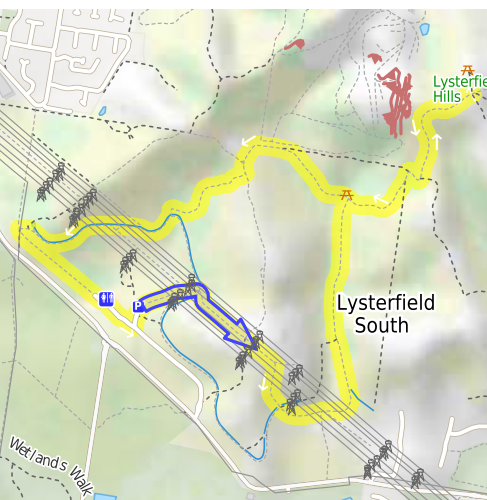 Lysterfie
Hills
P
Lysterfield
South
Wetlands Walk